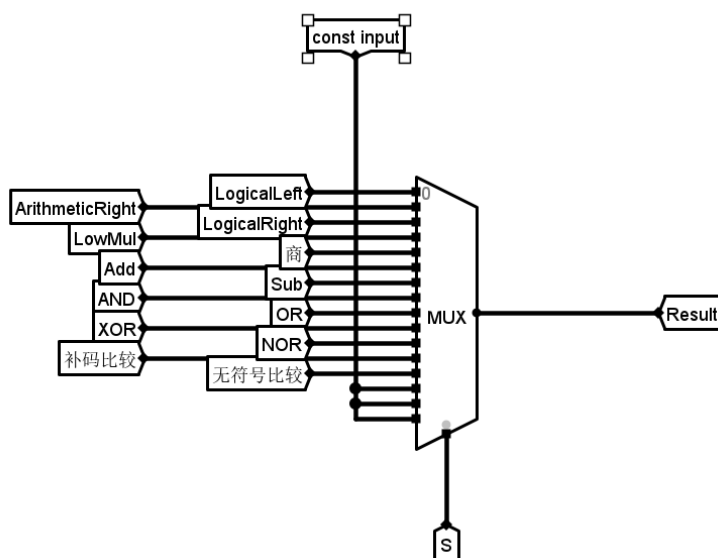 const input
LogicalLeft
ArithmeticRight
0
LogicalRight
LowMul
商
Add
Sub
AND
OR
MUX
Result
XOR
NOR
补码比较
无符号比较
S